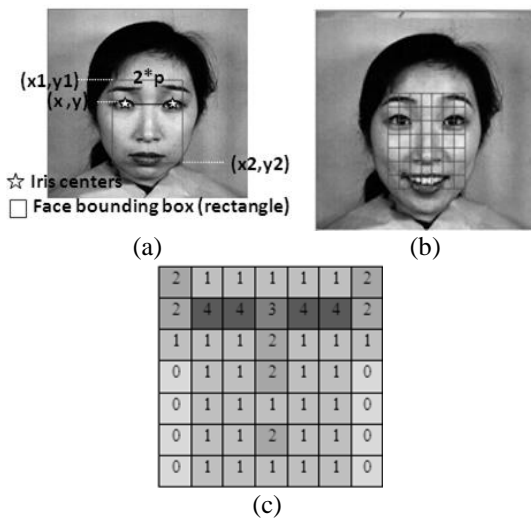 (x1,y1)
2*p
(x ,y)
(x2,y2)
Iris centers
Face bounding box (rectangle)
(a)
(b)
2 1 1 1 1 1 2
2 4 4 3 4 4 2
1 1 1 2 1 1 1
0 1 1 2 1 1 0
0 1 1 1 1 1 0
0 1 1 2 1 1 0
0 1 1 1 1 1 0
(c)